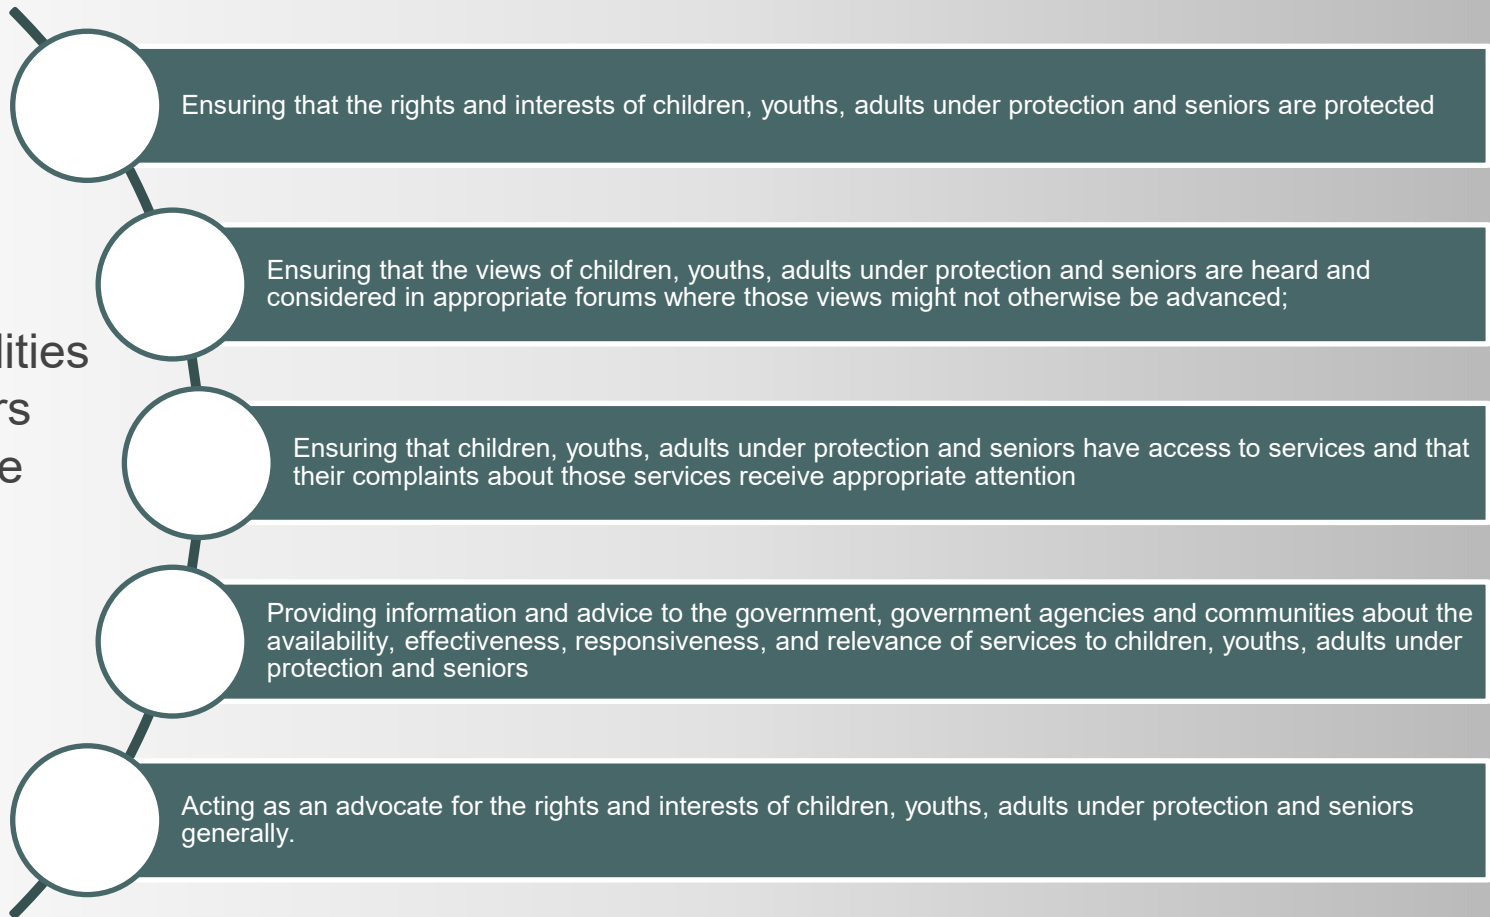 Ensuring that the rights and interests of children, youths, adults under protection and seniors are protected
Ensuring that the views of children, youths, adults under protection and seniors are heard and
considered in appropriate forums where those views might not otherwise be advanced;
Ensuring that children, youths, adults under protection and seniors have access to services and that
their complaints about those services receive appropriate attention
Providing information and advice to the government, government agencies and communities about the
availability, effectiveness, responsiveness, and relevance of services to children, youths, adults under
protection and seniors
Acting as an advocate for the rights and interests of children, youths, adults under protection and seniors
generally.